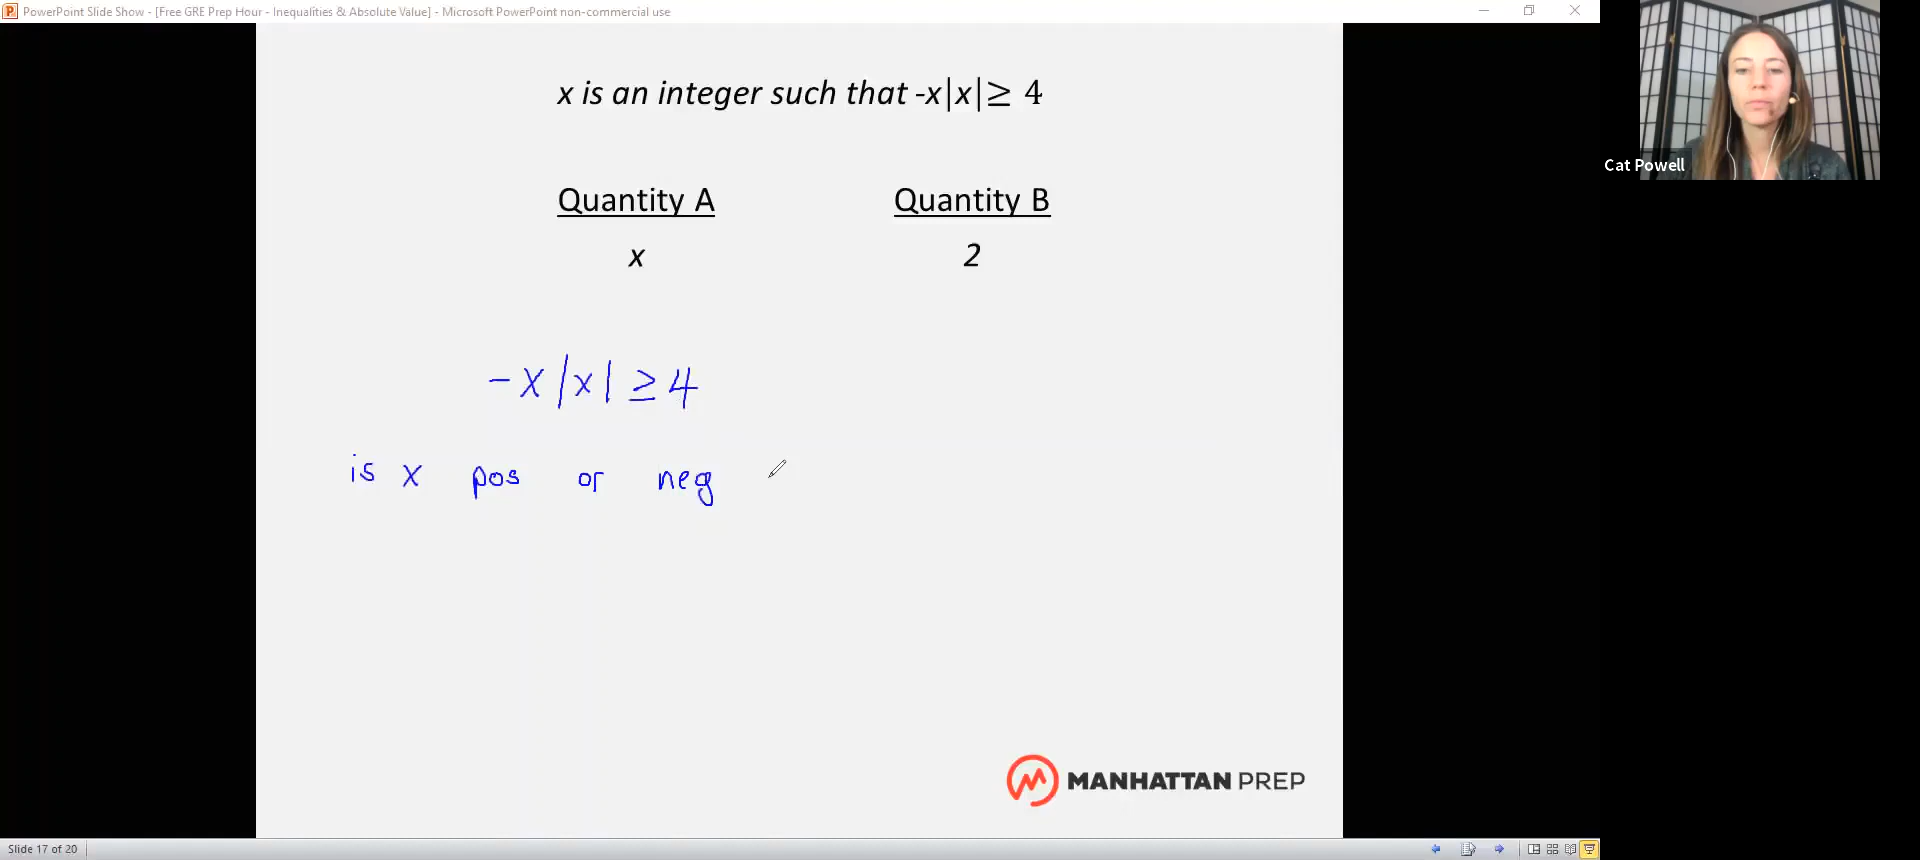 PowerPoint Slide Show - [Free GRE Prep Hour - Inequalities & Absolute Value] - Microsoft PowerPoint non-commercial use
x is an integer such that -x|x|≥ 4
Quantity A Quantity B
x 2
-x|x| ≥ 4
is x pos or neg
MANHATTAN PREP
Cat Powell
Slide 17 of 20